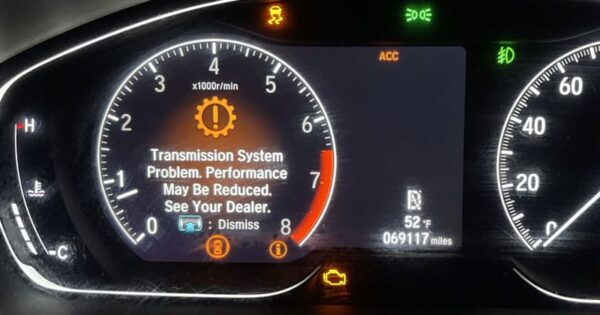 ACC
x1000r/min
0
1
2
3
4
5
6
7
8
Transmission System
Problem. Performance
May Be Reduced.
See Your Dealer.
: Dismiss
H
C
52 °F
069117 miles
60
40
20
0